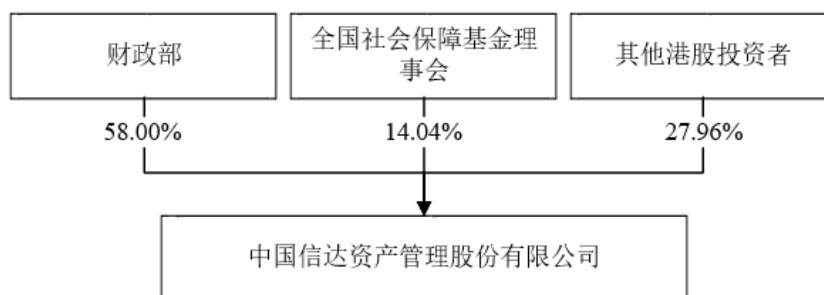 财政部
全国社会保障基金理
事会
其他港股投资者
58.00%
14.04%
27.96%
中国信达资产管理股份有限公司